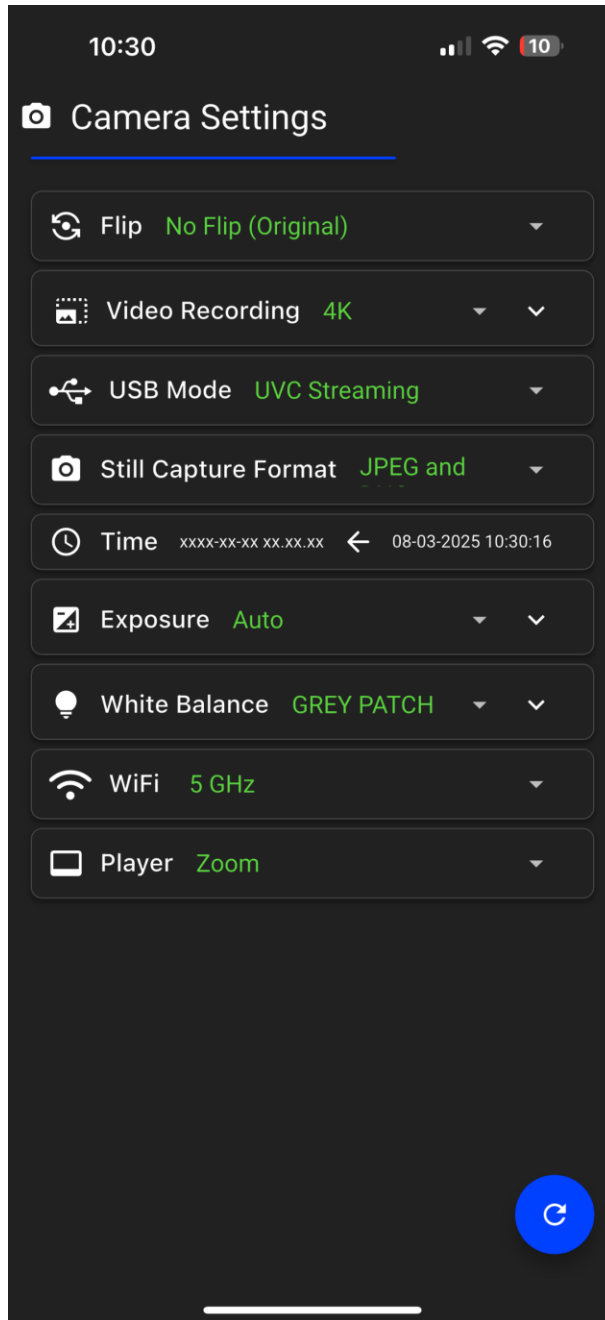 10:30
10
Camera Settings
Flip No Flip (Original)
Video Recording 4K
USB Mode UVC Streaming
Still Capture Format JPEG and
Time xxxx-xx-xx xx.xx.xx 08-03-2025 10:30:16
Exposure Auto
White Balance GREY PATCH
WiFi 5 GHz
Player Zoom